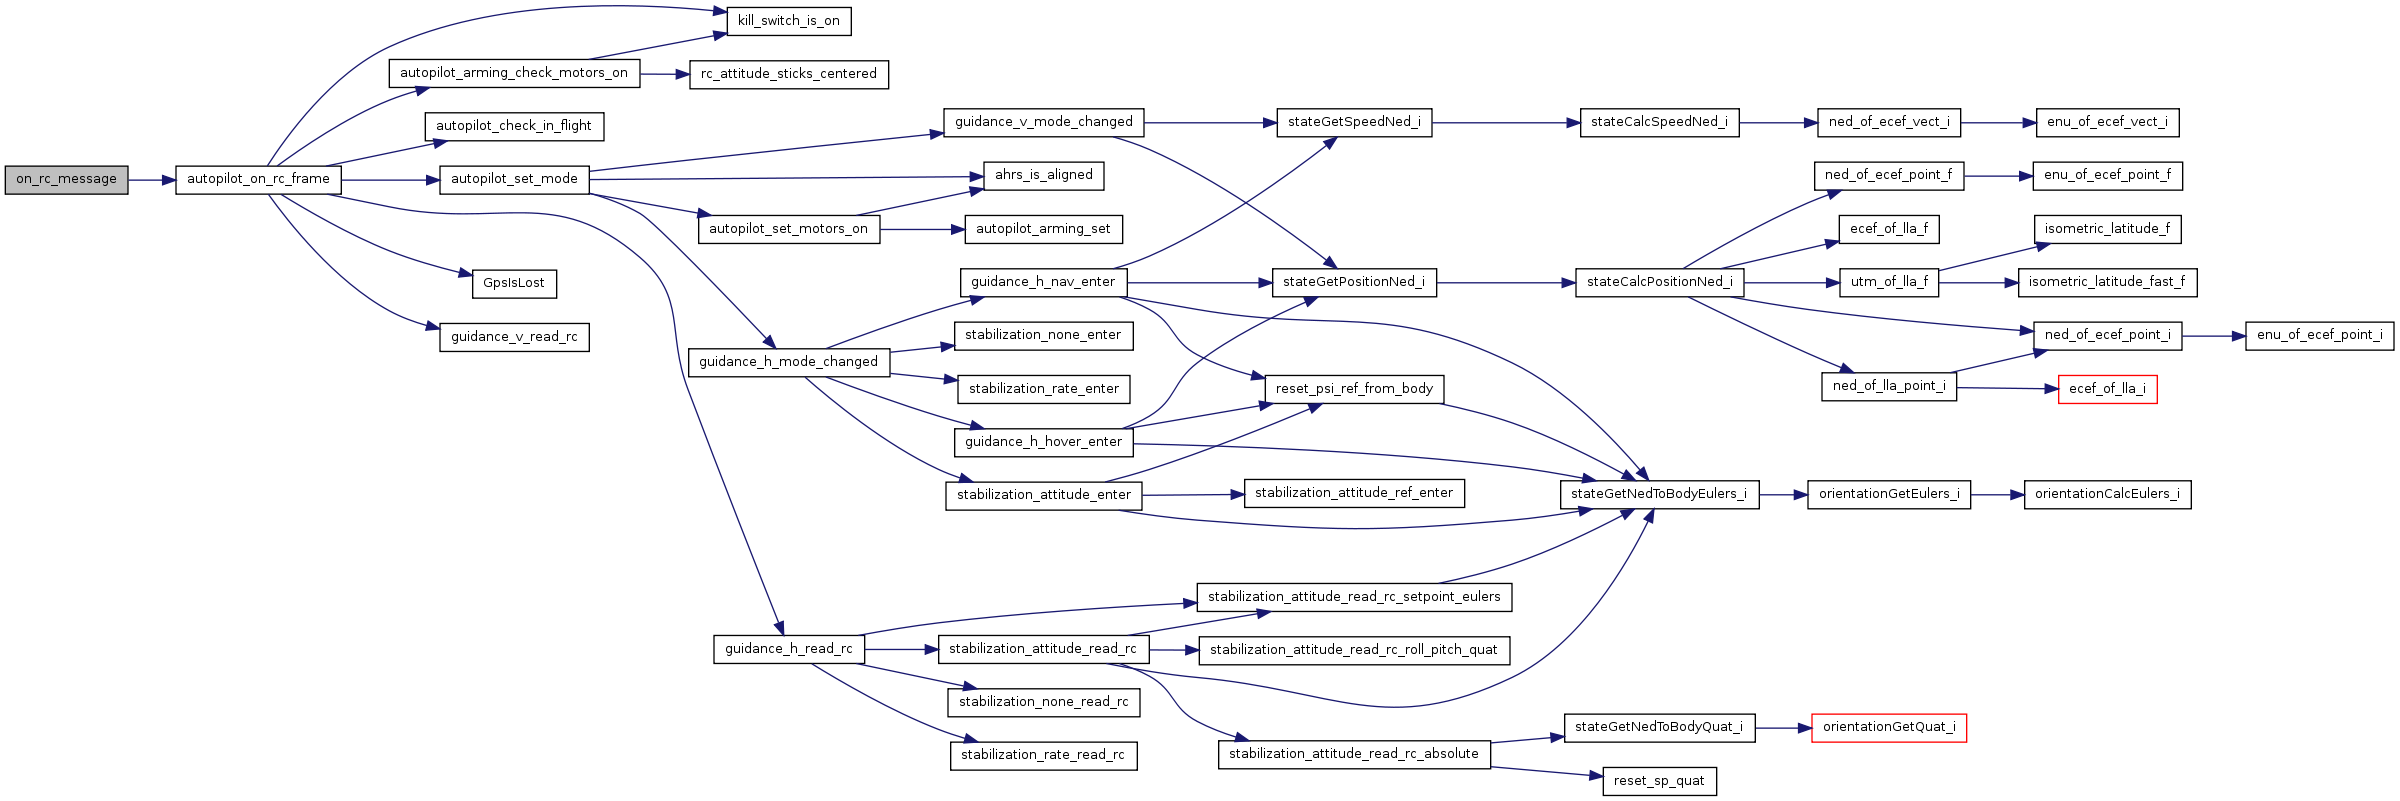 on_rc_message
autopilot_on_rc_frame
kill_switch_is_on
autopilot_arming_check_motors_on
rc_attitude_sticks_centered
autopilot_check_in_flight
autopilot_set_mode
GpsIsLost
guidance_v_read_rc
guidance_v_mode_changed
ahrs_is_aligned
autopilot_set_motors_on
autopilot_arming_set
guidance_h_mode_changed
guidance_h_nav_enter
stabilization_none_enter
stabilization_rate_enter
guidance_h_hover_enter
stabilization_attitude_enter
guidance_h_read_rc
stabilization_attitude_read_rc
stabilization_none_read_rc
stabilization_rate_read_rc
stateGetSpeedNed_i
stateGetPositionNed_i
reset_psi_ref_from_body
stabilization_attitude_ref_enter
stabilization_attitude_read_rc_setpoint_eulers
stabilization_attitude_read_rc_roll_pitch_quat
stabilization_attitude_read_rc_absolute
stateCalcSpeedNed_i
stateCalcPositionNed_i
stateGetNedToBodyEulers_i
stateGetNedToBodyQuat_i
reset_sp_quat
ned_of_ecef_vect_i
enu_of_ecef_vect_i
ned_of_ecef_point_f
enu_of_ecef_point_f
ecef_of_lla_f
isometric_latitude_f
utm_of_lla_f
isometric_latitude_fast_f
ned_of_ecef_point_i
enu_of_ecef_point_i
ned_of_lla_point_i
ecef_of_lla_i
orientationGetEulers_i
orientationCalcEulers_i
orientationGetQuat_i